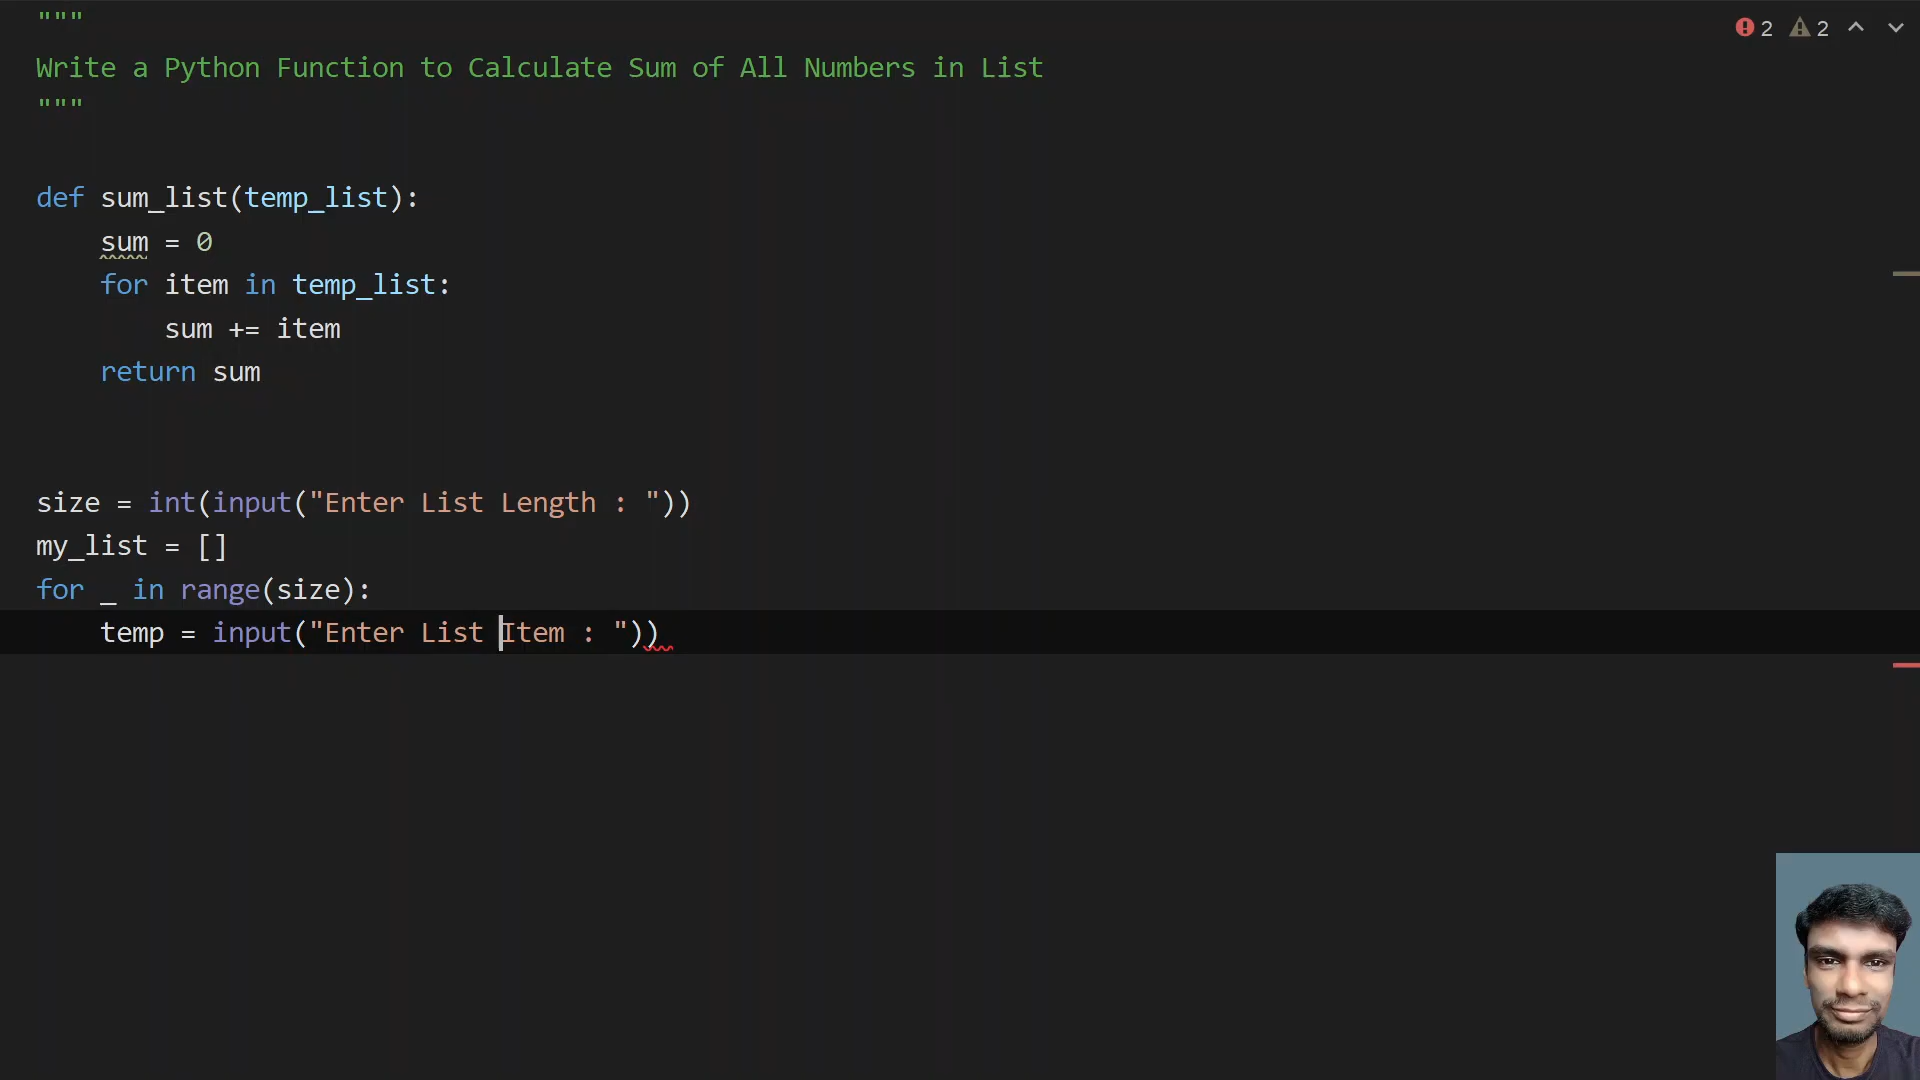 """
Write a Python Function to Calculate Sum of All Numbers in List
"""
def sum_list(temp_list):
    sum = 0
    for item in temp_list:
        sum += item
    return sum
size = int(input("Enter List Length : "))
my_list = []
for _ in range(size):
    temp = input("Enter List Item : "))
2 2